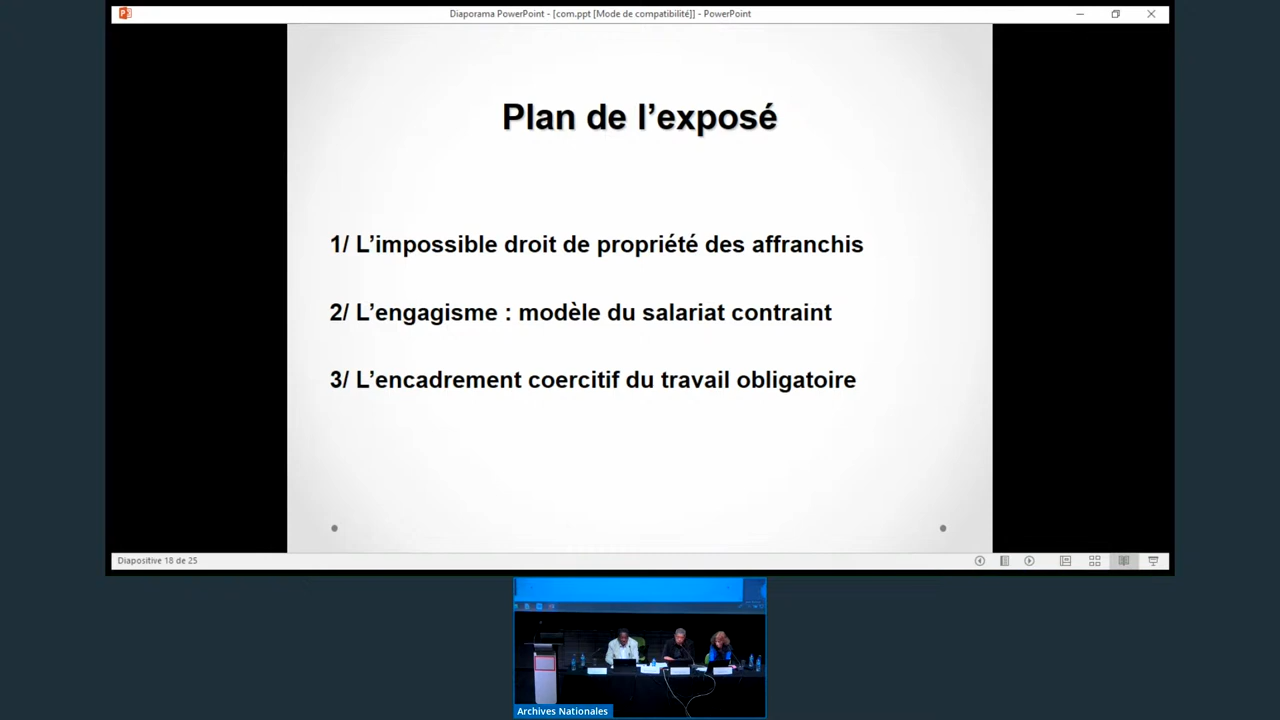 Diaporama PowerPoint - [com.ppt [Mode de compatibilité]] - PowerPoint
Plan de l’exposé
1/ L’impossible droit de propriété des affranchis
2/ L’engagisme : modèle du salariat contraint
3/ L’encadrement coercitif du travail obligatoire
Diapositive 18 de 25
Archives Nationales